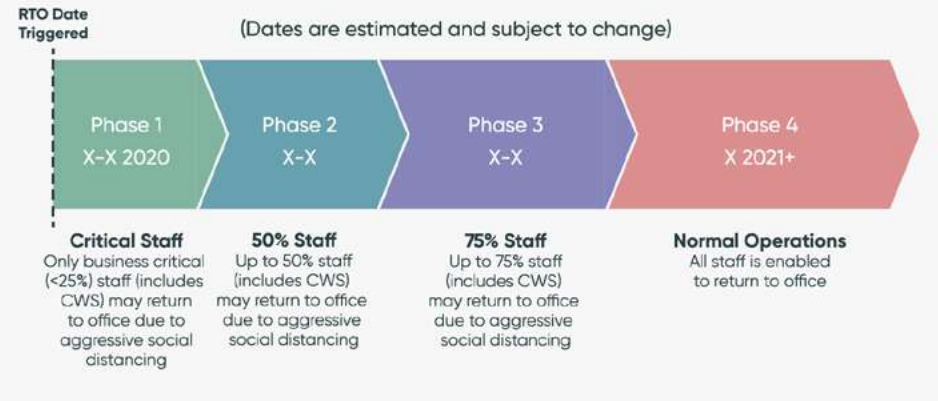 RTO Date
Triggered
(Dates are estimated and subject to change)
Phase 1
X-X 2020
Phase 2
X-X
Phase 3
X-X
Phase 4
X 2021+
Critical Staff
Only business critical
(<25%) staff (includes
CWS) may return
to office due to
aggressive social
distancing
50% Staff
Up to 50% staff
(includes CWS)
may return to office
due to aggressive
social distancing
75% Staff
Up to 75% staff
(includes CWS)
may return to office
due to aggressive
social distancing
Normal Operations
All staff is enabled
to return to office